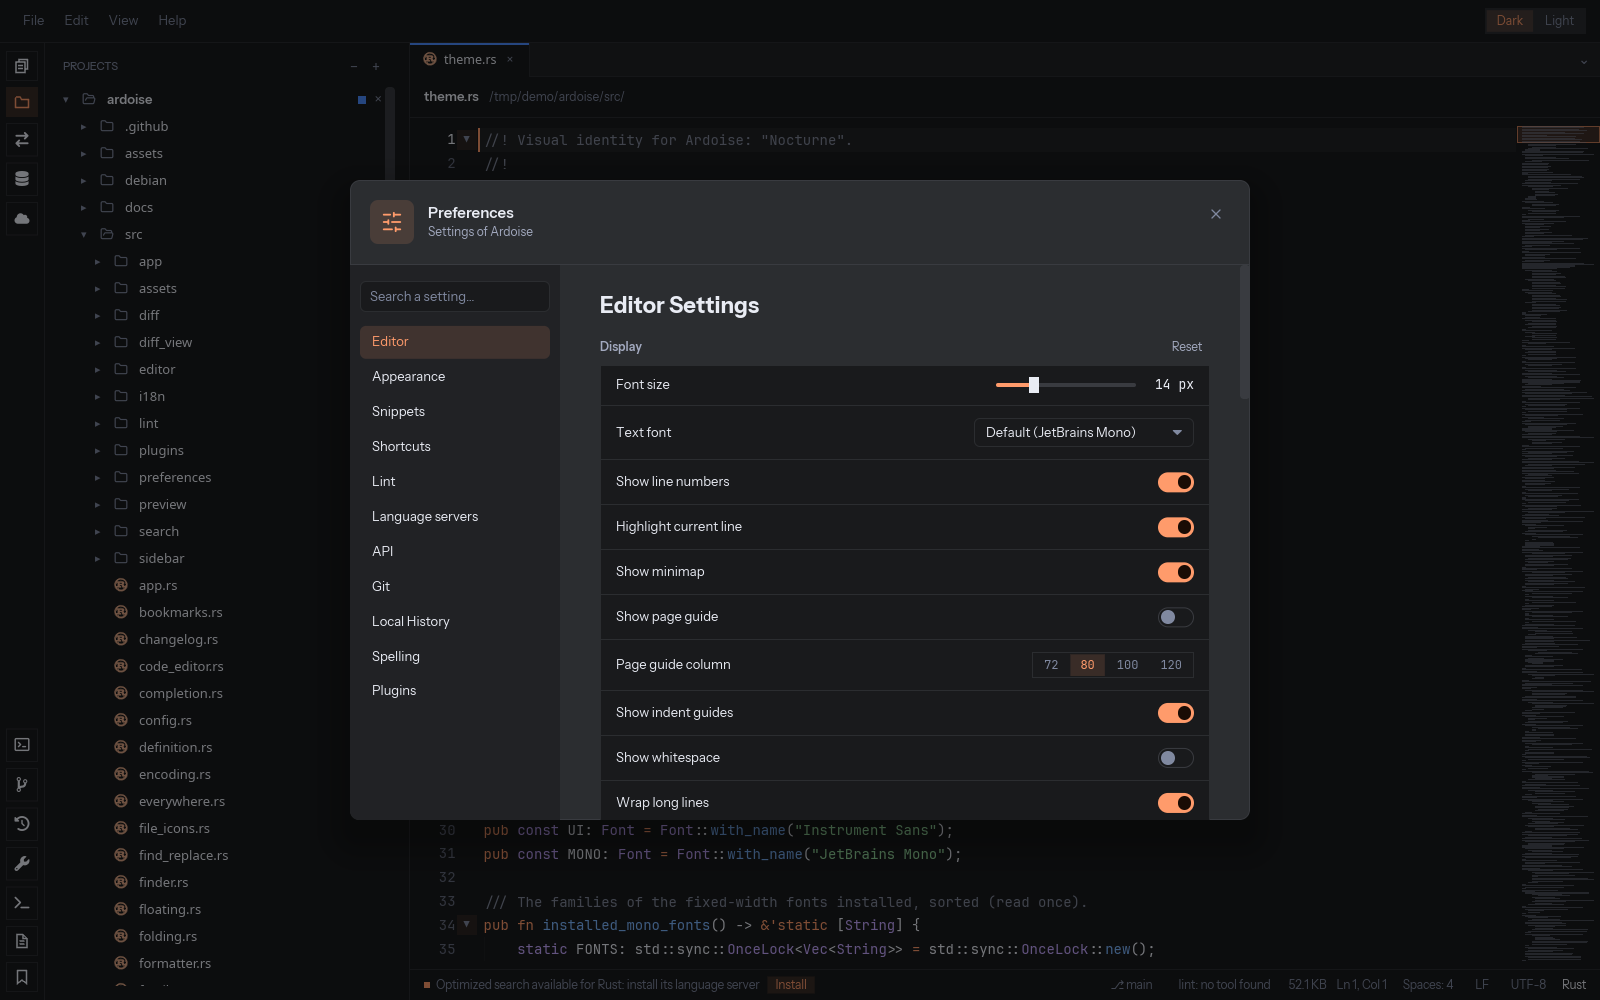 File Edit View Help
Dark Light
PROJECTS
ardoise
.github
assets
debian
docs
src
app
assets
diff
diff_view
editor
i18n
lint
plugins
preferences
preview
search
sidebar
app.rs
bookmarks.rs
changelog.rs
code_editor.rs
completion.rs
config.rs
definition.rs
encoding.rs
everywhere.rs
file_icons.rs
find_replace.rs
finder.rs
floating.rs
folding.rs
formatter.rs
theme.rs ×
theme.rs /tmp/demo/ardoise/src/
1 //! Visual identity for Ardoise: "Nocturne".
2 //!
Preferences
Settings of Ardoise
Search a setting...
Editor
Appearance
Snippets
Shortcuts
Lint
Language servers
API
Git
Local History
Spelling
Plugins
Editor Settings
Display Reset
Font size 14 px
Text font Default (JetBrains Mono)
Show line numbers
Highlight current line
Show minimap
Show page guide
Page guide column 72 80 100 120
Show indent guides
Show whitespace
Wrap long lines
30 pub const UI: Font = Font::with_name("Instrument Sans");
31 pub const MONO: Font = Font::with_name("JetBrains Mono");
32
33 /// The families of the fixed-width fonts installed, sorted (read once).
34 pub fn installed_mono_fonts() -> &'static [String] {
35 static FONTS: std::sync::OnceLock<Vec<String>> = std::sync::OnceLock::new();
Optimized search available for Rust: install its language server Install
main lint: no tool found 52.1 KB Ln 1, Col 1 Spaces: 4 LF UTF-8 Rust